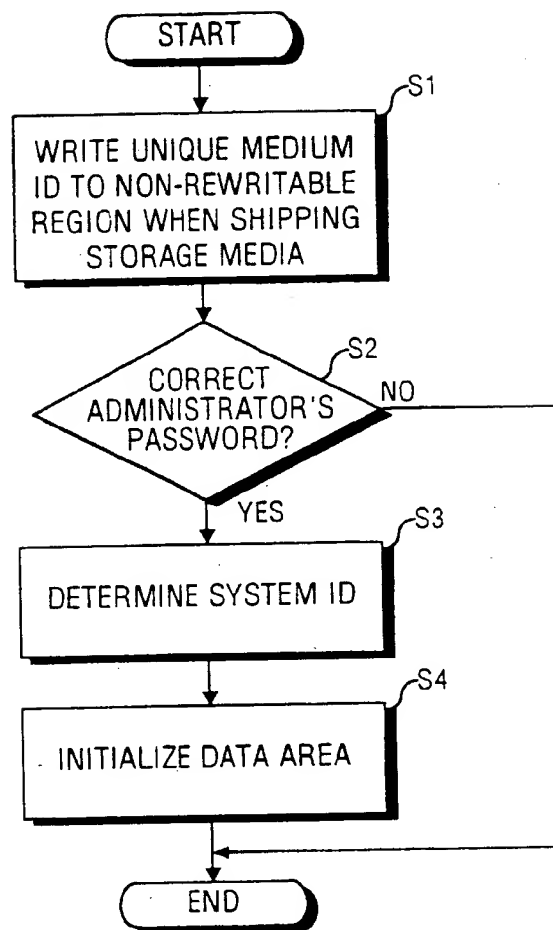 START
S1
WRITE UNIQUE MEDIUM
ID TO NON-REWRITABLE
REGION WHEN SHIPPING
STORAGE MEDIA
S2
CORRECT
ADMINISTRATOR'S
PASSWORD?
NO
YES
S3
DETERMINE SYSTEM ID
S4
INITIALIZE DATA AREA
END